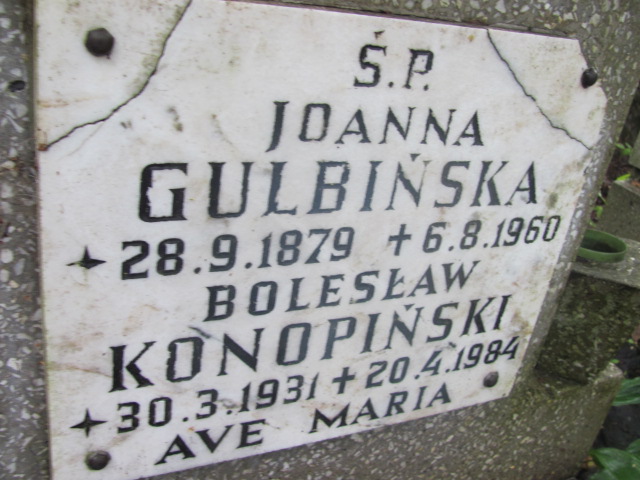 Ś.P.
JOANNA
GULBIŃSKA
✦28.9.1879 +6.8.1960
BOLESŁAW
KONOPIŃSKI
✦30.3.1931 +20.4.1984
AVE MARIA